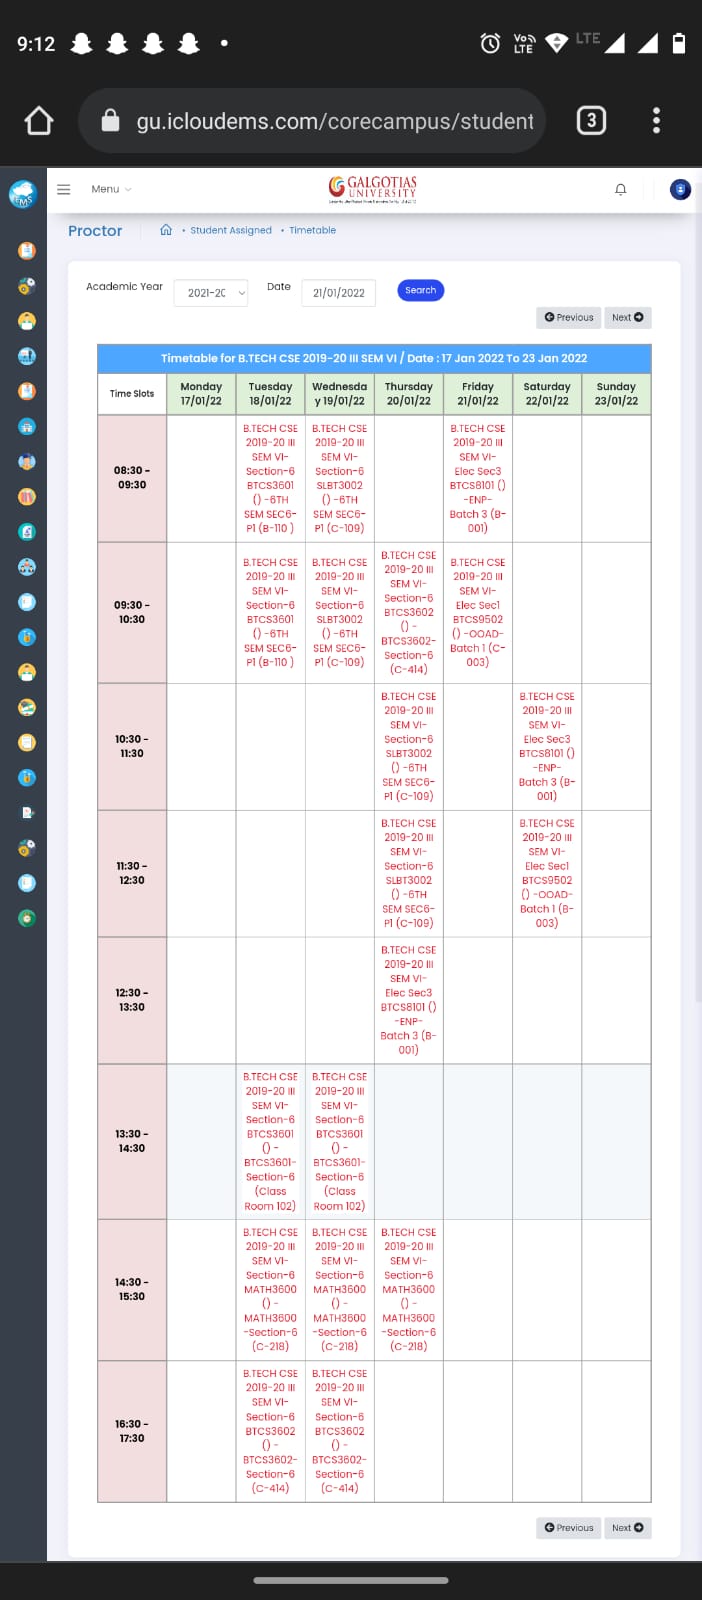 9:12
Vo)) LTE
LTE
gu.icloudems.com/corecampus/student
3
EMS
Menu
GALGOTIAS
UNIVERSITY
Proctor
• Student Assigned • Timetable
Academic Year
2021-20
Date
21/01/2022
Search
Previous
Next
Timetable for B.TECH CSE 2019-20 III SEM VI / Date : 17 Jan 2022 To 23 Jan 2022
Time Slots
Monday
17/01/22
Tuesday
18/01/22
Wednesda
y 19/01/22
Thursday
20/01/22
Friday
21/01/22
Saturday
22/01/22
Sunday
23/01/22
08:30 -
09:30
B.TECH CSE
2019-20 III
SEM VI-
Section-6
BTCS3601
() -6TH
SEM SEC6-
P1 (B-110 )
B.TECH CSE
2019-20 III
SEM VI-
Section-6
SLBT3002
() -6TH
SEM SEC6-
P1 (C-109)
B.TECH CSE
2019-20 III
SEM VI-
Elec Sec3
BTCS8101 ()
-ENP-
Batch 3 (B-
001)
09:30 -
10:30
B.TECH CSE
2019-20 III
SEM VI-
Section-6
BTCS3601
() -6TH
SEM SEC6-
P1 (B-110 )
B.TECH CSE
2019-20 III
SEM VI-
Section-6
SLBT3002
() -6TH
SEM SEC6-
P1 (C-109)
B.TECH CSE
2019-20 III
SEM VI-
Section-6
BTCS3602
() -
BTCS3602-
Section-6
(C-414)
B.TECH CSE
2019-20 III
SEM VI-
Elec Sec1
BTCS9502
() -OOAD-
Batch 1 (C-
003)
10:30 -
11:30
B.TECH CSE
2019-20 III
SEM VI-
Section-6
SLBT3002
() -6TH
SEM SEC6-
P1 (C-109)
B.TECH CSE
2019-20 III
SEM VI-
Elec Sec3
BTCS8101 ()
-ENP-
Batch 3 (B-
001)
11:30 -
12:30
B.TECH CSE
2019-20 III
SEM VI-
Section-6
SLBT3002
() -6TH
SEM SEC6-
P1 (C-109)
B.TECH CSE
2019-20 III
SEM VI-
Elec Sec1
BTCS9502
() -OOAD-
Batch 1 (B-
003)
12:30 -
13:30
B.TECH CSE
2019-20 III
SEM VI-
Elec Sec3
BTCS8101 ()
-ENP-
Batch 3 (B-
001)
13:30 -
14:30
B.TECH CSE
2019-20 III
SEM VI-
Section-6
BTCS3601
() -
BTCS3601-
Section-6
(Class
Room 102)
B.TECH CSE
2019-20 III
SEM VI-
Section-6
BTCS3601
() -
BTCS3601-
Section-6
(Class
Room 102)
14:30 -
15:30
B.TECH CSE
2019-20 III
SEM VI-
Section-6
MATH3600
() -
MATH3600
-Section-6
(C-218)
B.TECH CSE
2019-20 III
SEM VI-
Section-6
MATH3600
() -
MATH3600
-Section-6
(C-218)
B.TECH CSE
2019-20 III
SEM VI-
Section-6
MATH3600
() -
MATH3600
-Section-6
(C-218)
16:30 -
17:30
B.TECH CSE
2019-20 III
SEM VI-
Section-6
BTCS3602
() -
BTCS3602-
Section-6
(C-414)
B.TECH CSE
2019-20 III
SEM VI-
Section-6
BTCS3602
() -
BTCS3602-
Section-6
(C-414)
Previous
Next